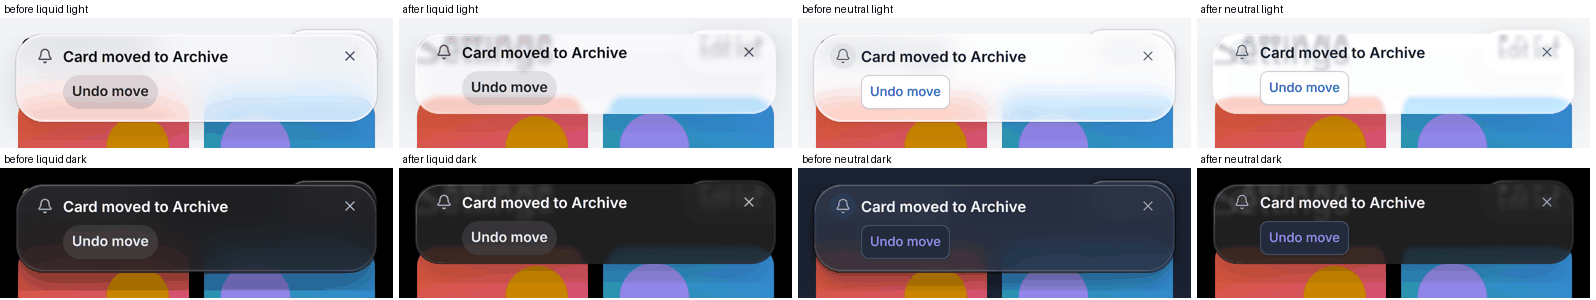 before liquid light
Card moved to Archive
Undo move
after liquid light
Card moved to Archive
Undo move
before neutral light
Card moved to Archive
Undo move
after neutral light
Card moved to Archive
Undo move
before liquid dark
Card moved to Archive
Undo move
after liquid dark
Card moved to Archive
Undo move
before neutral dark
Card moved to Archive
Undo move
after neutral dark
Card moved to Archive
Undo move